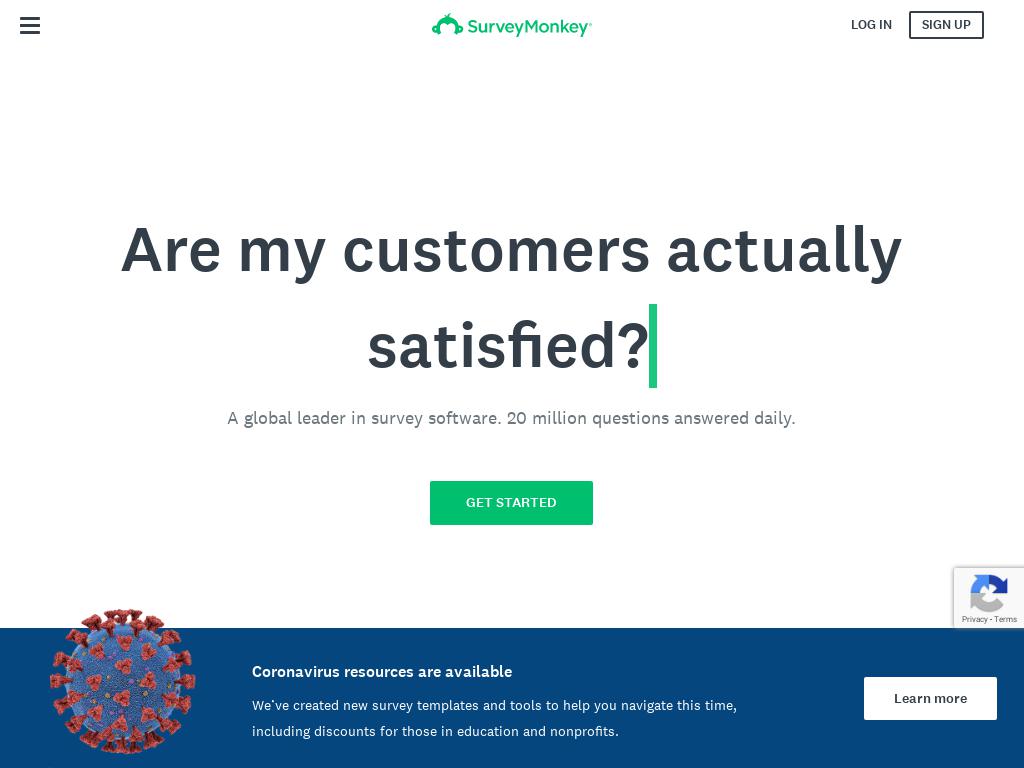 SurveyMonkey®
LOG IN
SIGN UP
Are my customers actually
satisfied?
A global leader in survey software. 20 million questions answered daily.
GET STARTED
Privacy - Terms
Coronavirus resources are available
We've created new survey templates and tools to help you navigate this time,
including discounts for those in education and nonprofits.
Learn more